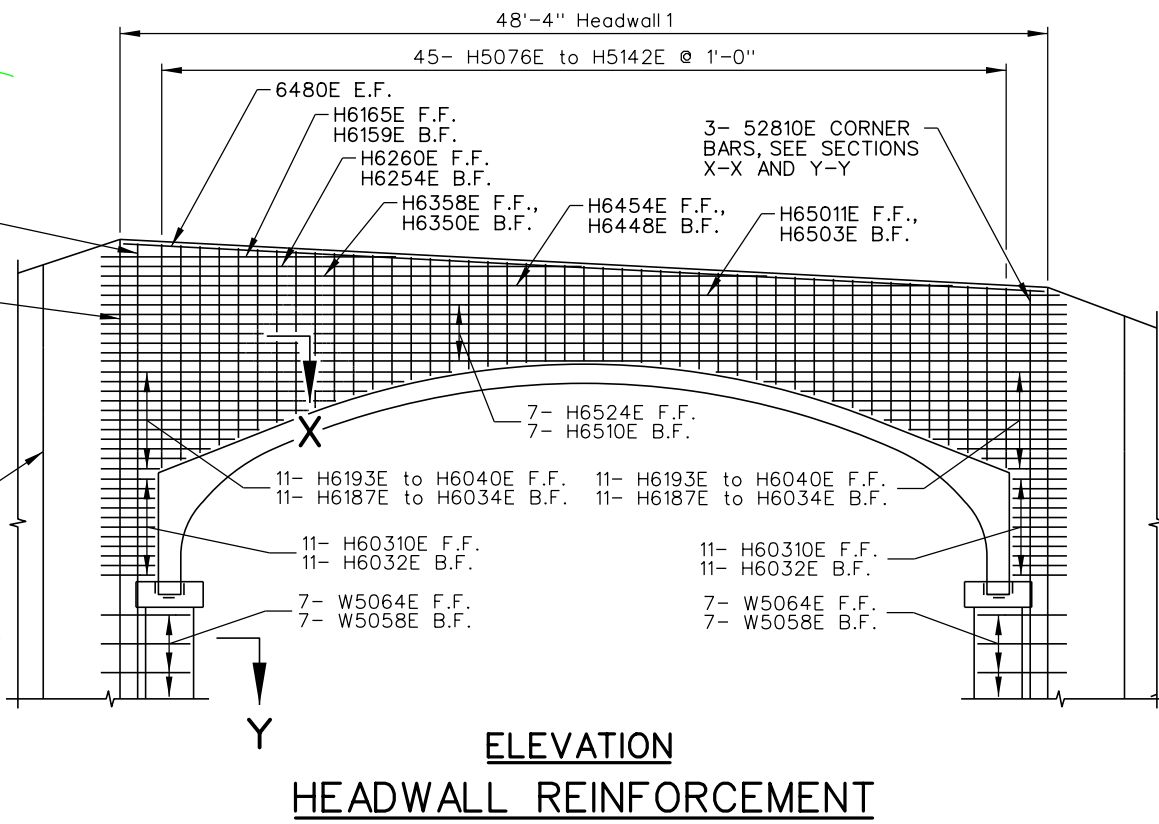 48'-4" Headwall 1
45- H5076E to H5142E @ 1'-0"
6480E E.F.
H6165E F.F.
H6159E B.F.
H6260E F.F.
H6254E B.F.
H6358E F.F.,
H6350E B.F.
H6454E F.F.,
H6448E B.F.
H65011E F.F.,
H6503E B.F.
3- 52810E CORNER
BARS, SEE SECTIONS
X-X AND Y-Y
X
7- H6524E F.F.
7- H6510E B.F.
11- H6193E to H6040E F.F.
11- H6187E to H6034E B.F.
11- H6193E to H6040E F.F.
11- H6187E to H6034E B.F.
11- H60310E F.F.
11- H6032E B.F.
11- H60310E F.F.
11- H6032E B.F.
7- W5064E F.F.
7- W5058E B.F.
7- W5064E F.F.
7- W5058E B.F.
Y
ELEVATION
HEADWALL REINFORCEMENT